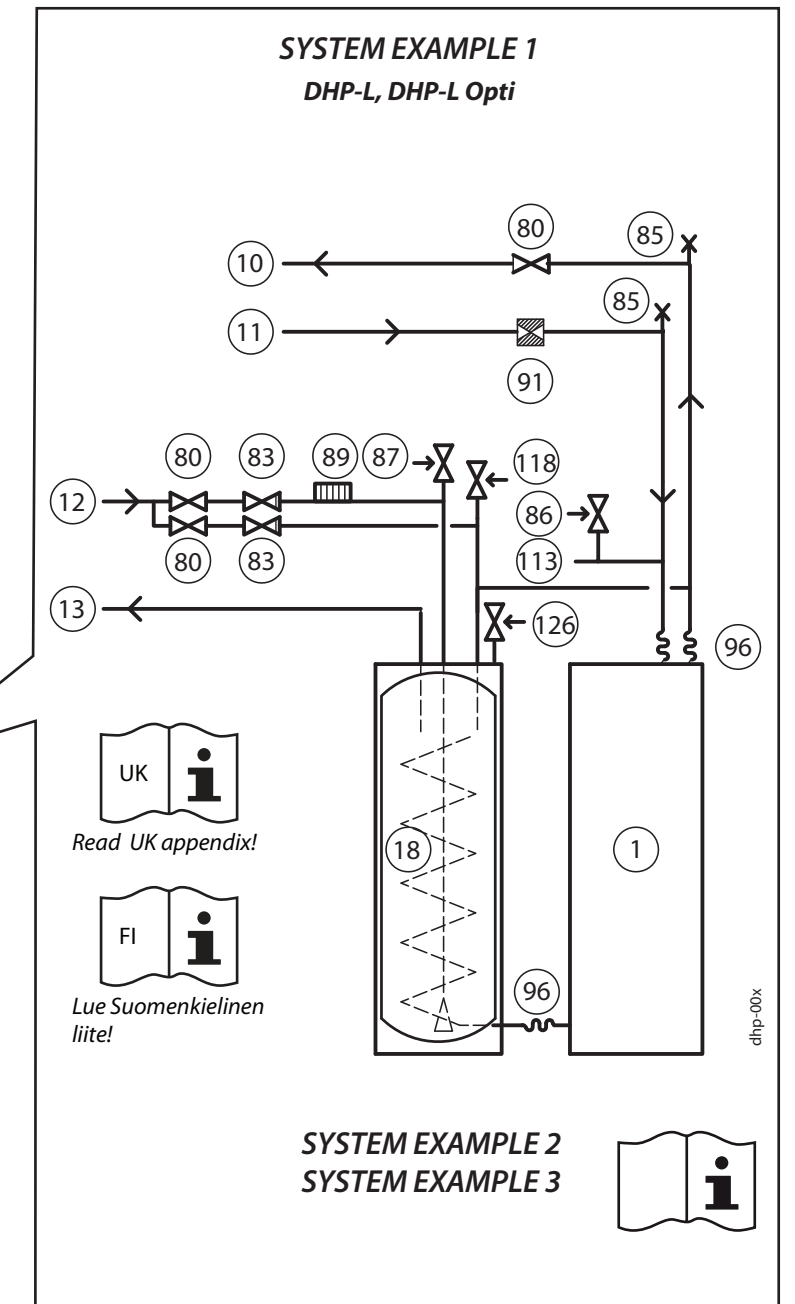 SYSTEM EXAMPLE 1
DHP-L, DHP-L Opti
80
85
10
85
11
91
80
83
89
87
118
12
86
80
83
113
13
126
96
UK
i
Read UK appendix!
18
1
FI
i
Lue Suomenkielinen
liite!
96
dhp-00x
SYSTEM EXAMPLE 2
SYSTEM EXAMPLE 3
i